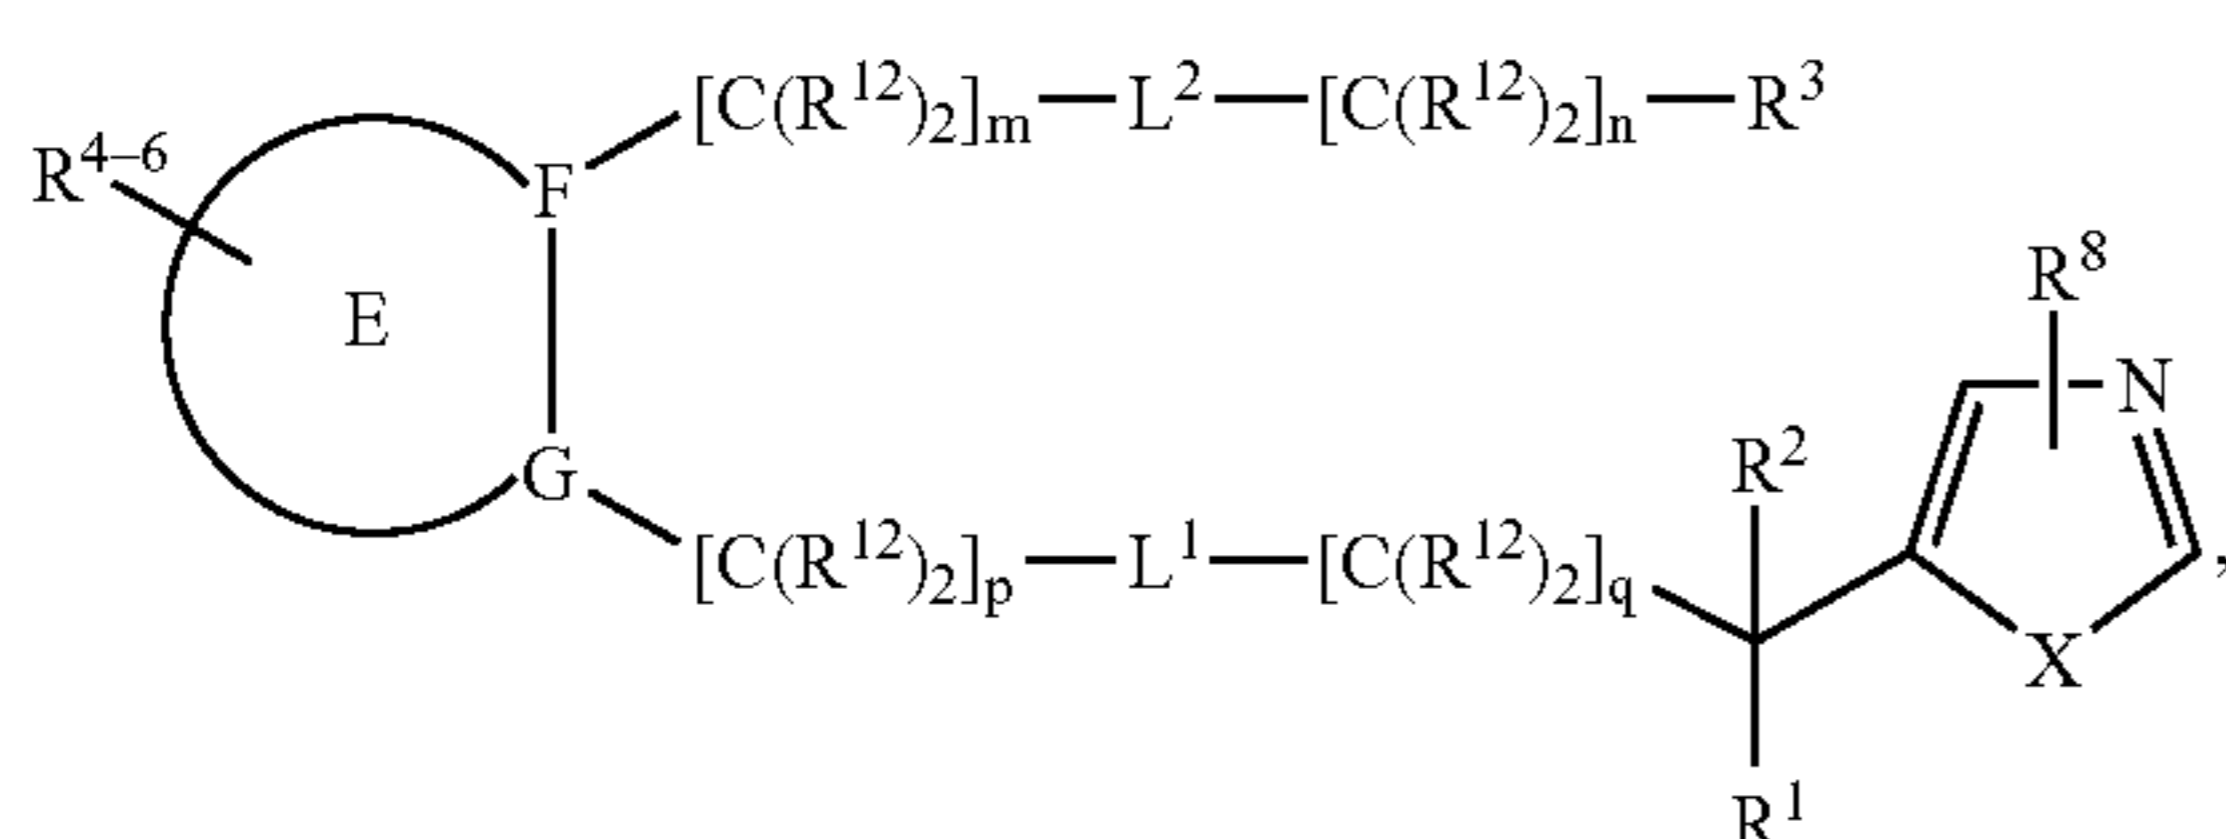 [C(R¹²)₂]ₘ—L²—[C(R¹²)₂]ₙ—R³
R⁴⁻⁶
F
R⁸
E
N
R²
G
[C(R¹²)₂]ₚ—L¹—[C(R¹²)₂]q
,
X
R¹